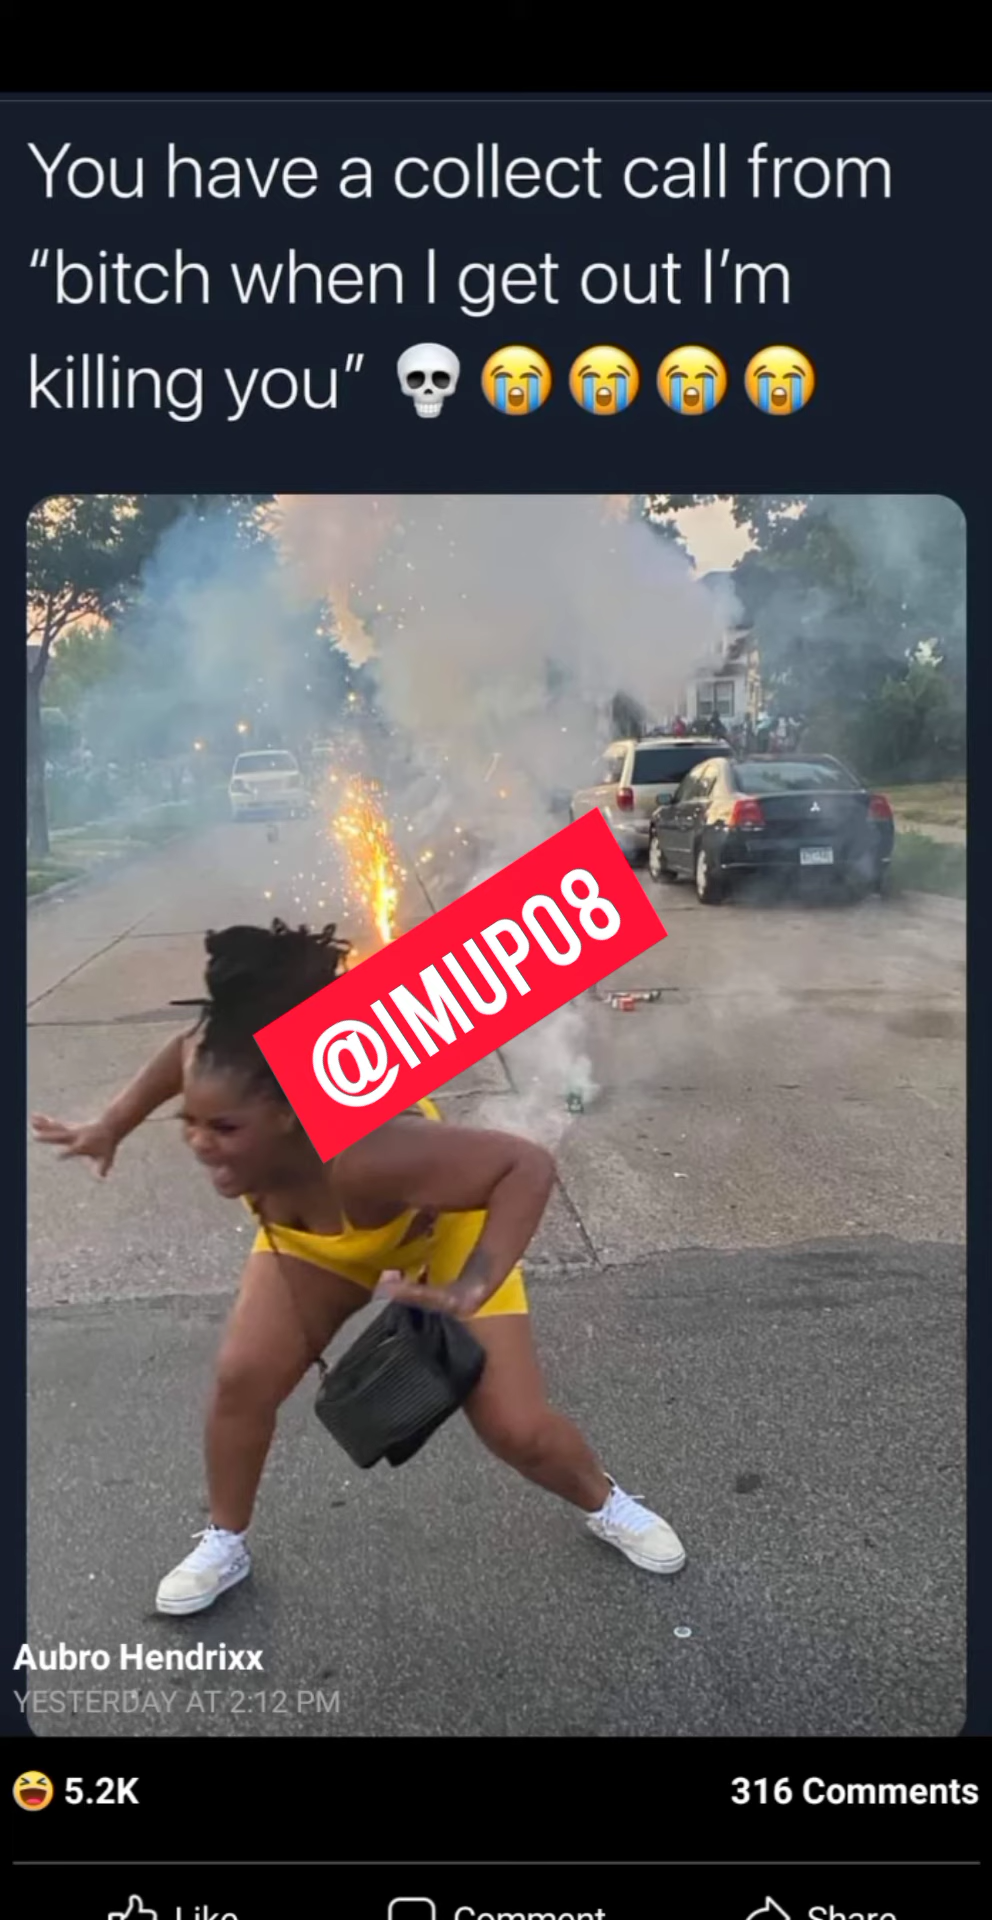 You have a collect call from
“bitch when I get out I’m
killing you” 💀😭😭😭😭
@IMUPO8
Aubro Hendrixx
YESTERDAY AT 2:12 PM
😆 5.2K
316 Comments
Like
Comment
Share